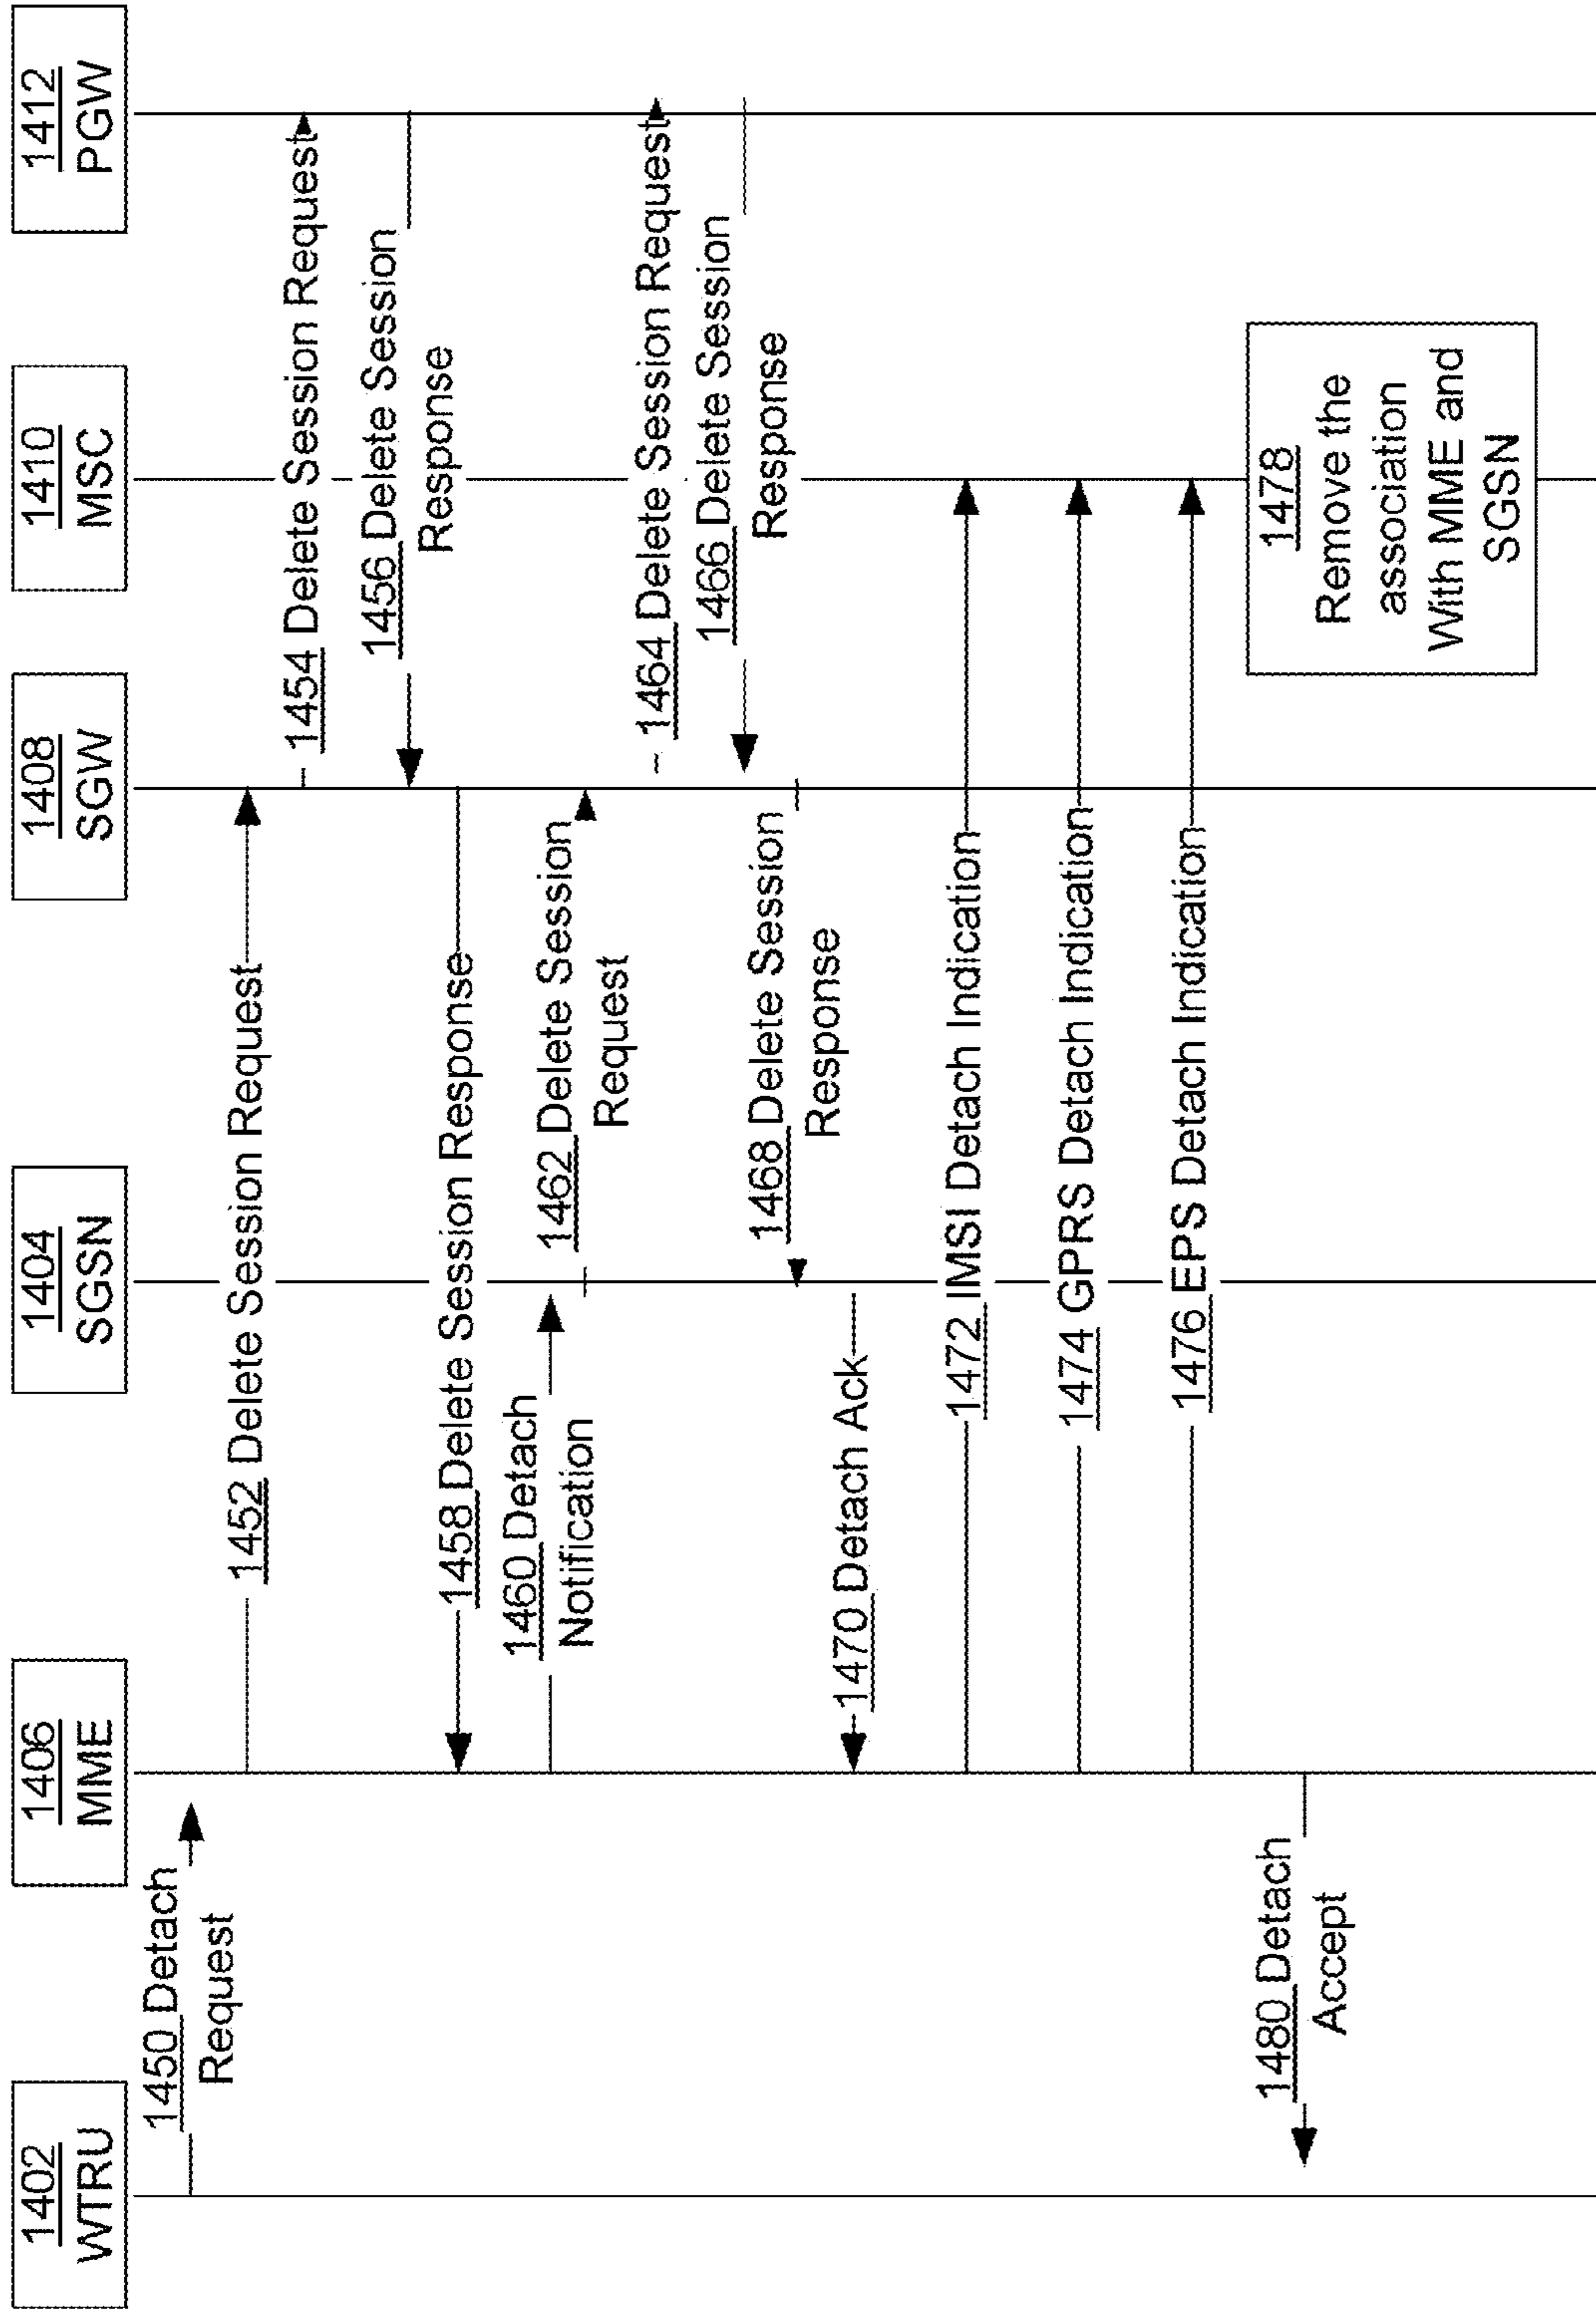 1402
WTRU
1406
MME
1404
SGSN
1408
SGW
1410
MSC
1412
PGW
1450 Detach
Request
1452 Delete Session Request
1454 Delete Session Request
1456 Delete Session
Response
1458 Delete Session Response
1460 Detach
Notification
1462 Delete Session
Request
1464 Delete Session Request
1466 Delete Session
Response
1468 Delete Session
Response
1470 Detach Ack
1472 IMSI Detach Indication
1474 GPRS Detach Indication
1476 EPS Detach Indication
1478
Remove the
association
With MME and
SGSN
1480 Detach
Accept